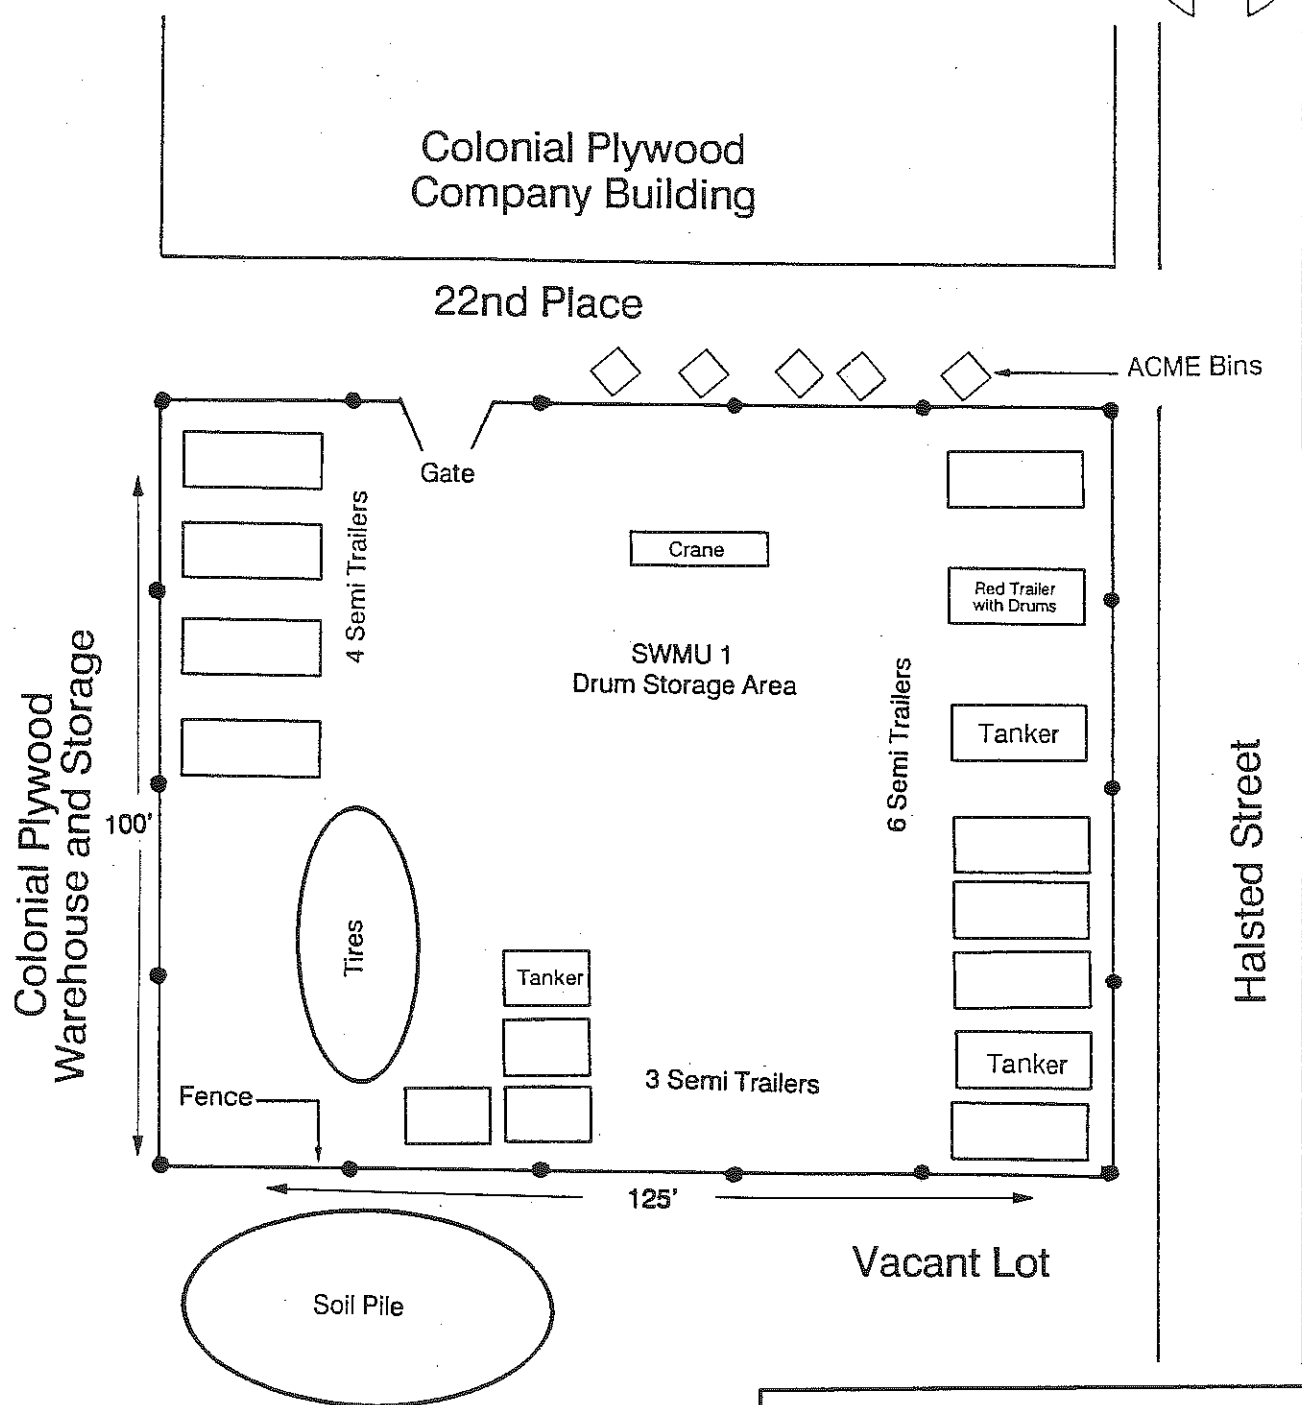 Colonial Plywood
Company Building
22nd Place
ACME Bins
Gate
4 Semi Trailers
Crane
Red Trailer
with Drums
SWMU 1
Drum Storage Area
6 Semi Trailers
Tanker
Colonial Plywood
Warehouse and Storage
100'
Halsted Street
Tires
Tanker
Tanker
3 Semi Trailers
Fence
125'
Vacant Lot
Soil Pile